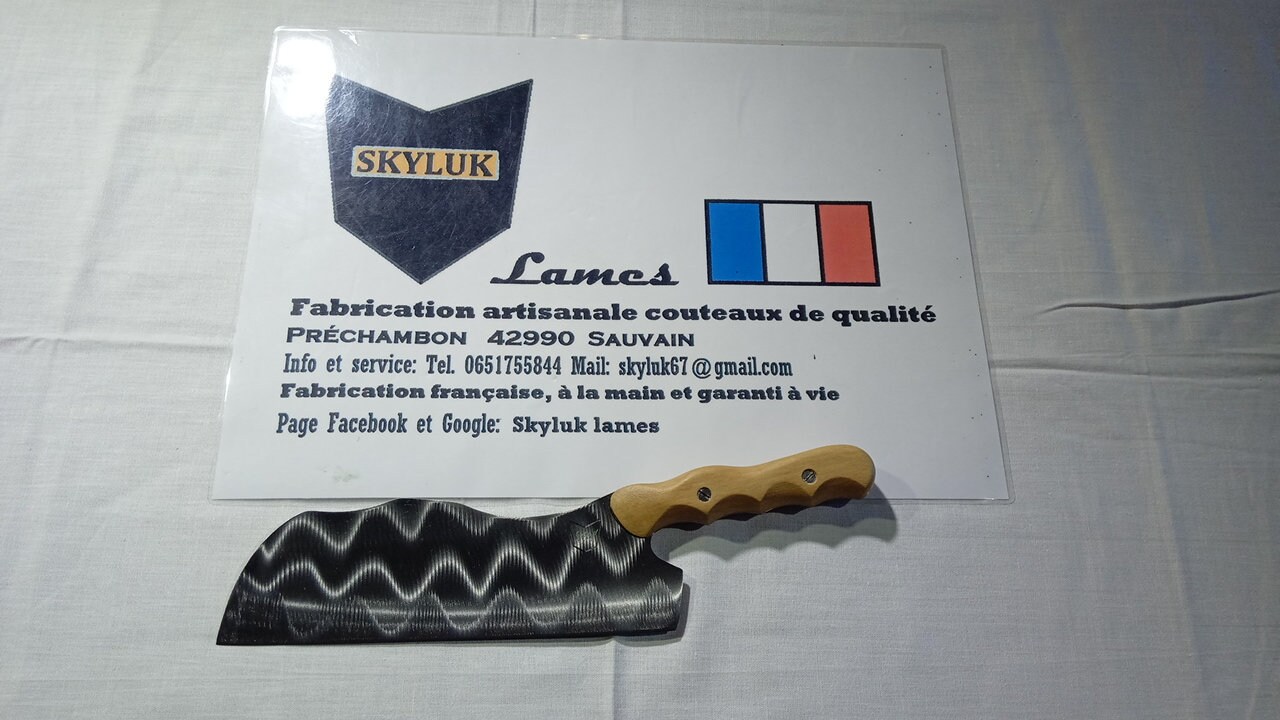 SKYLUK
Lames
Fabrication artisanale couteaux de qualité
PRÉCHAMBON 42990 SAUVAIN
Info et service: Tel. 0651755844 Mail: skyluk67@gmail.com
Fabrication française, à la main et garanti à vie
Page Facebook et Google: Skyluk lames